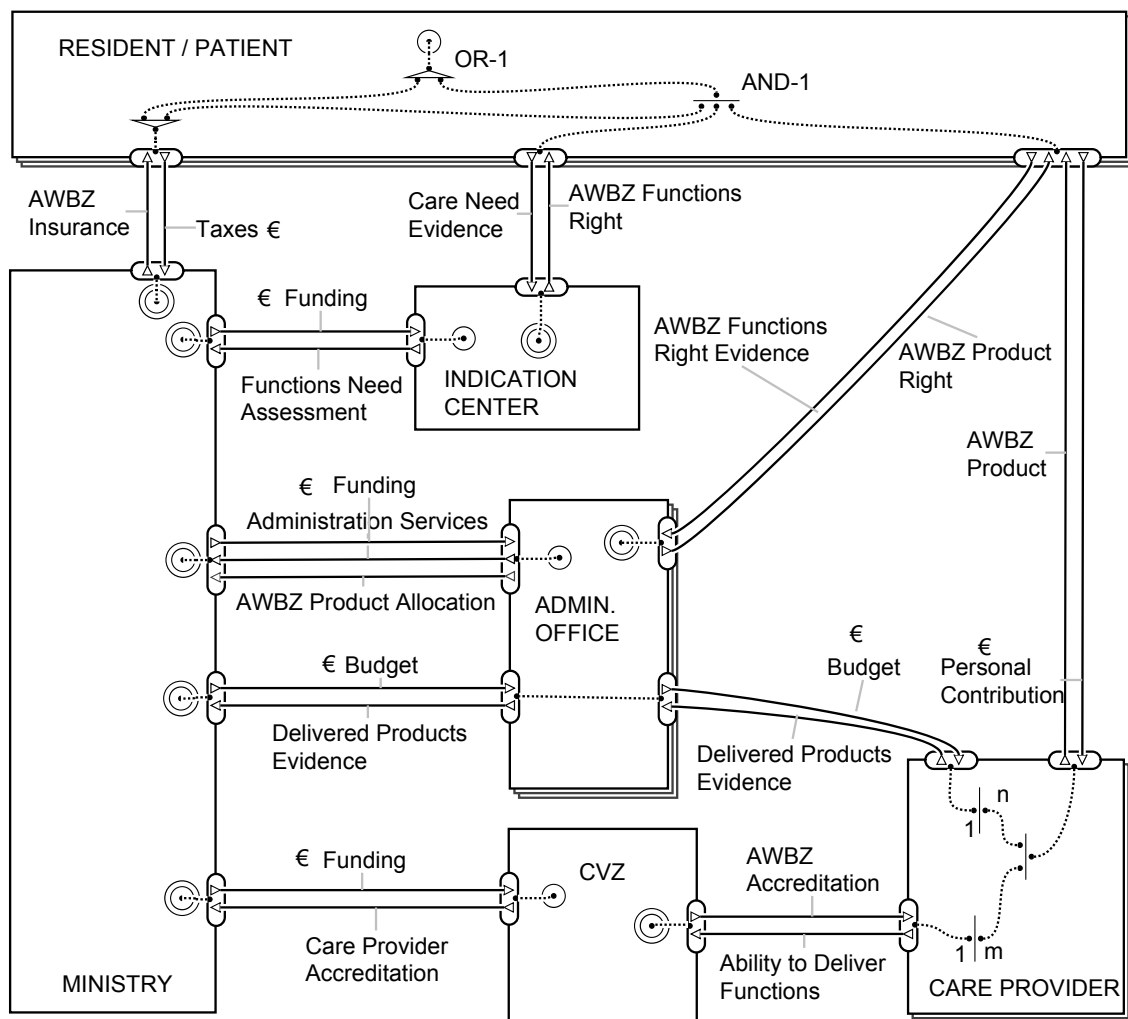 RESIDENT / PATIENT
OR-1
AND-1
AWBZ
Insurance
Taxes €
Care Need
Evidence
AWBZ Functions
Right
€ Funding
Functions Need
Assessment
INDICATION
CENTER
AWBZ Functions
Right Evidence
AWBZ Product
Right
AWBZ
Product
€ Funding
Administration Services
AWBZ Product Allocation
ADMIN.
OFFICE
€ Budget
Delivered Products
Evidence
€
Budget
€
Personal
Contribution
Delivered Products
Evidence
n
1
€ Funding
Care Provider
Accreditation
CVZ
AWBZ
Accreditation
Ability to Deliver
Functions
1
m
MINISTRY
CARE PROVIDER